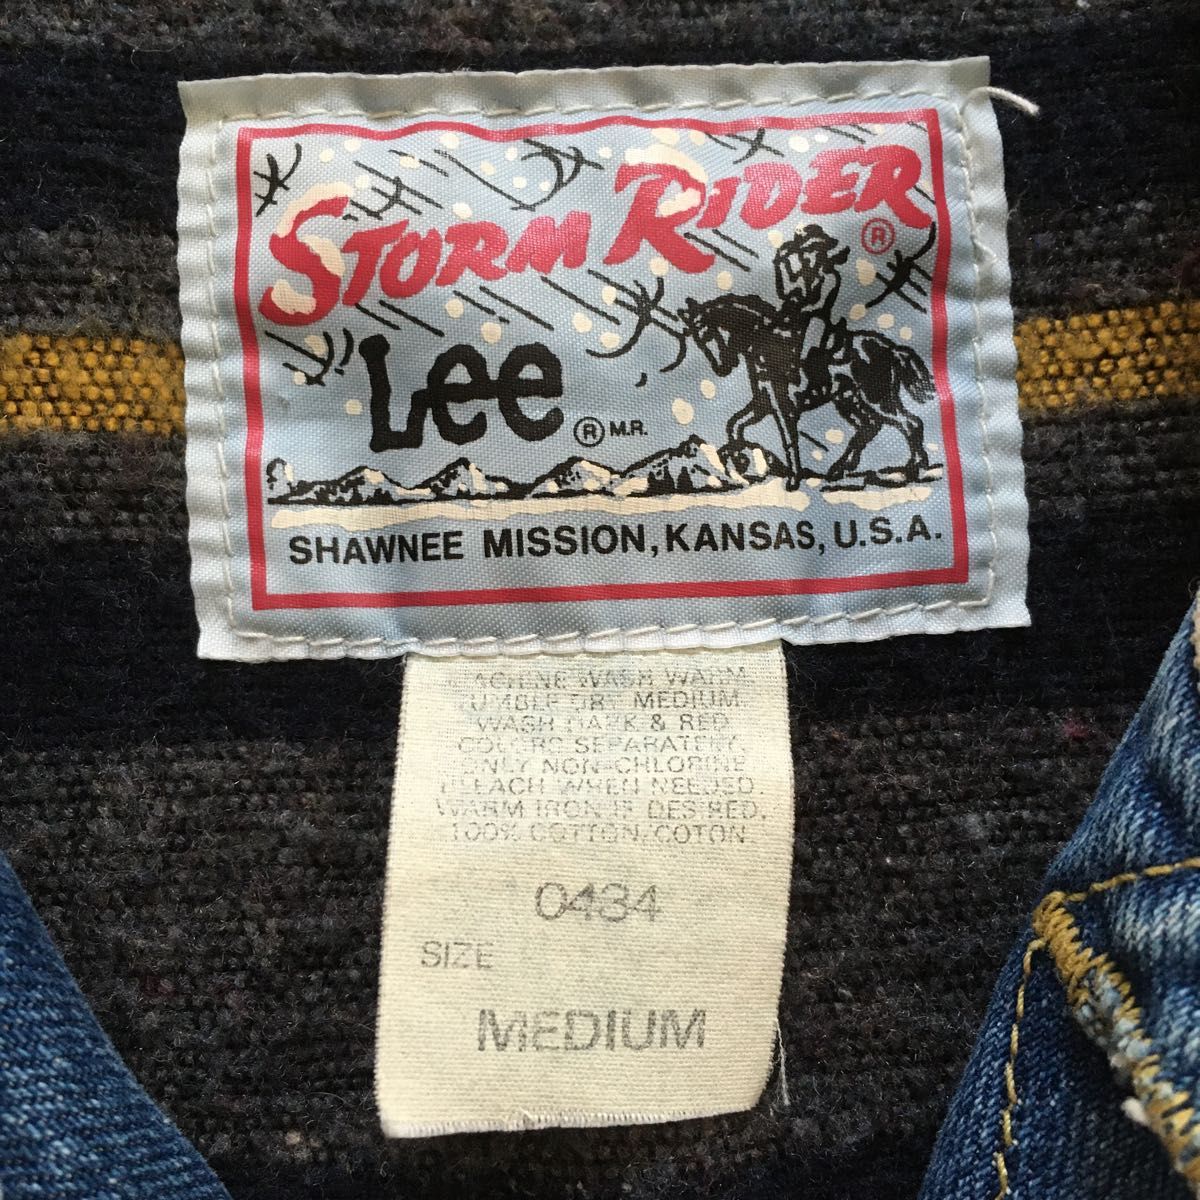 STORM RIDER ®
Lee ® M.R.
SHAWNEE MISSION, KANSAS, U.S.A.
MACHINE WASH WARM
TUMBLE DRY MEDIUM
WASH DARK & RED
COLORS SEPARATELY,
ONLY NON-CHLORINE
BLEACH WHEN NEEDED.
WARM IRON IF DESIRED.
100% COTTON/COTON
0434
SIZE
MEDIUM